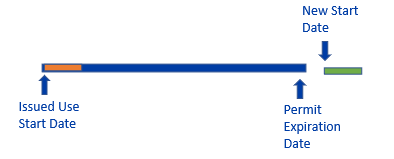 New Start
Date
Issued Use
Start Date
Permit
Expiration
Date